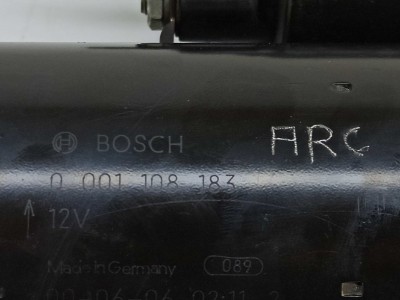 BOSCH ARC
0 001 108 183
12V
Made in Germany 089